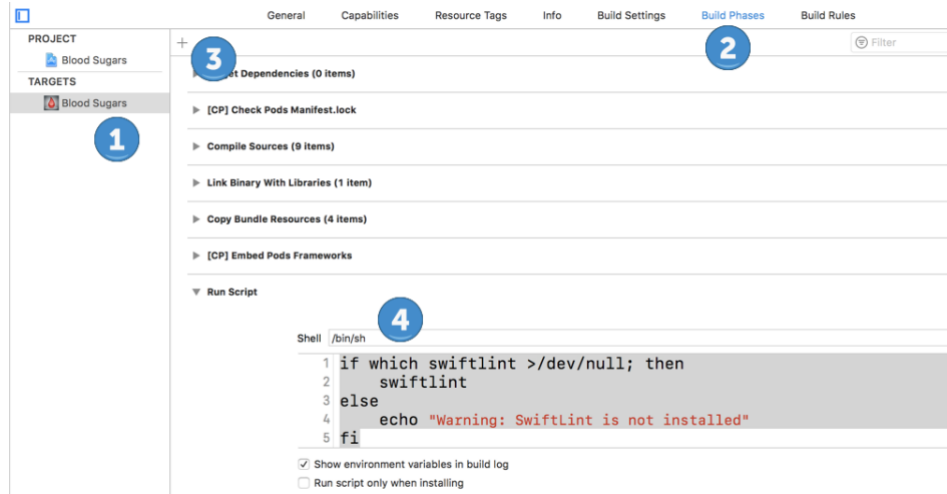 General Capabilities Resource Tags Info Build Settings Build Phases Build Rules
PROJECT
Blood Sugars
TARGETS
Blood Sugars
1
2
3
4
+
Filter
Dependencies (0 items)
[CP] Check Pods Manifest.lock
Compile Sources (9 items)
Link Binary With Libraries (1 item)
Copy Bundle Resources (4 items)
[CP] Embed Pods Frameworks
Run Script
Shell /bin/sh
1 if which swiftlint >/dev/null; then
2 swiftlint
3 else
4 echo "Warning: SwiftLint is not installed"
5 fi
Show environment variables in build log
Run script only when installing